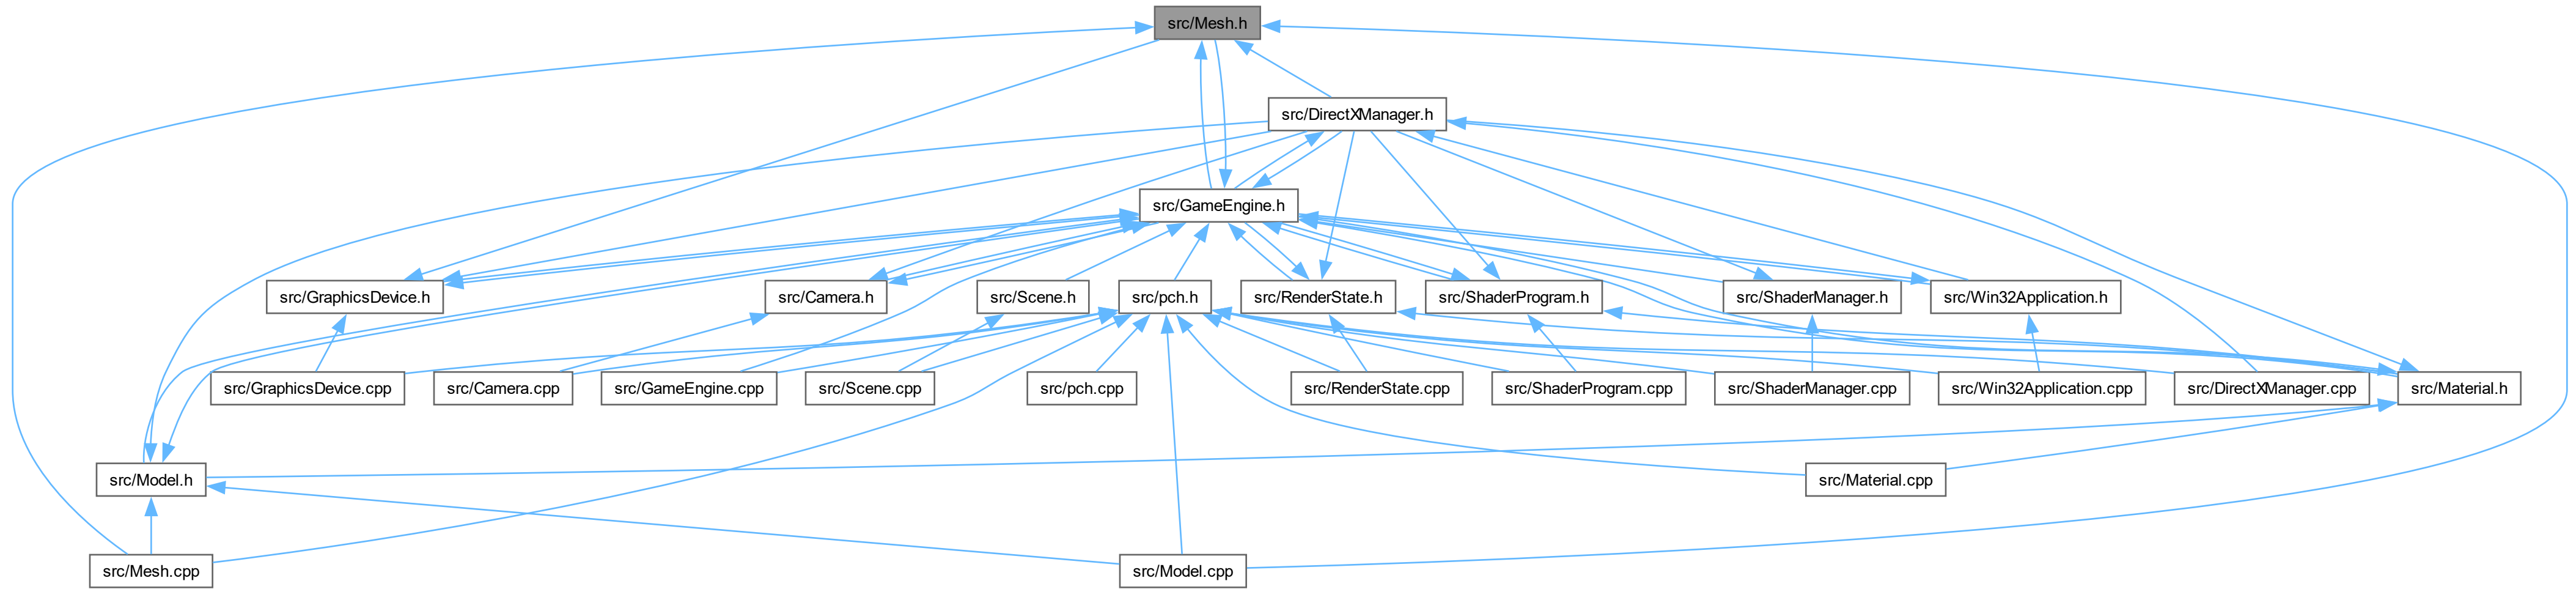 src/Mesh.h
src/DirectXManager.h
src/GameEngine.h
src/GraphicsDevice.h
src/Camera.h
src/Scene.h
src/pch.h
src/RenderState.h
src/ShaderProgram.h
src/ShaderManager.h
src/Win32Application.h
src/GraphicsDevice.cpp
src/Camera.cpp
src/GameEngine.cpp
src/Scene.cpp
src/pch.cpp
src/RenderState.cpp
src/ShaderProgram.cpp
src/ShaderManager.cpp
src/Win32Application.cpp
src/DirectXManager.cpp
src/Material.h
src/Model.h
src/Material.cpp
src/Mesh.cpp
src/Model.cpp